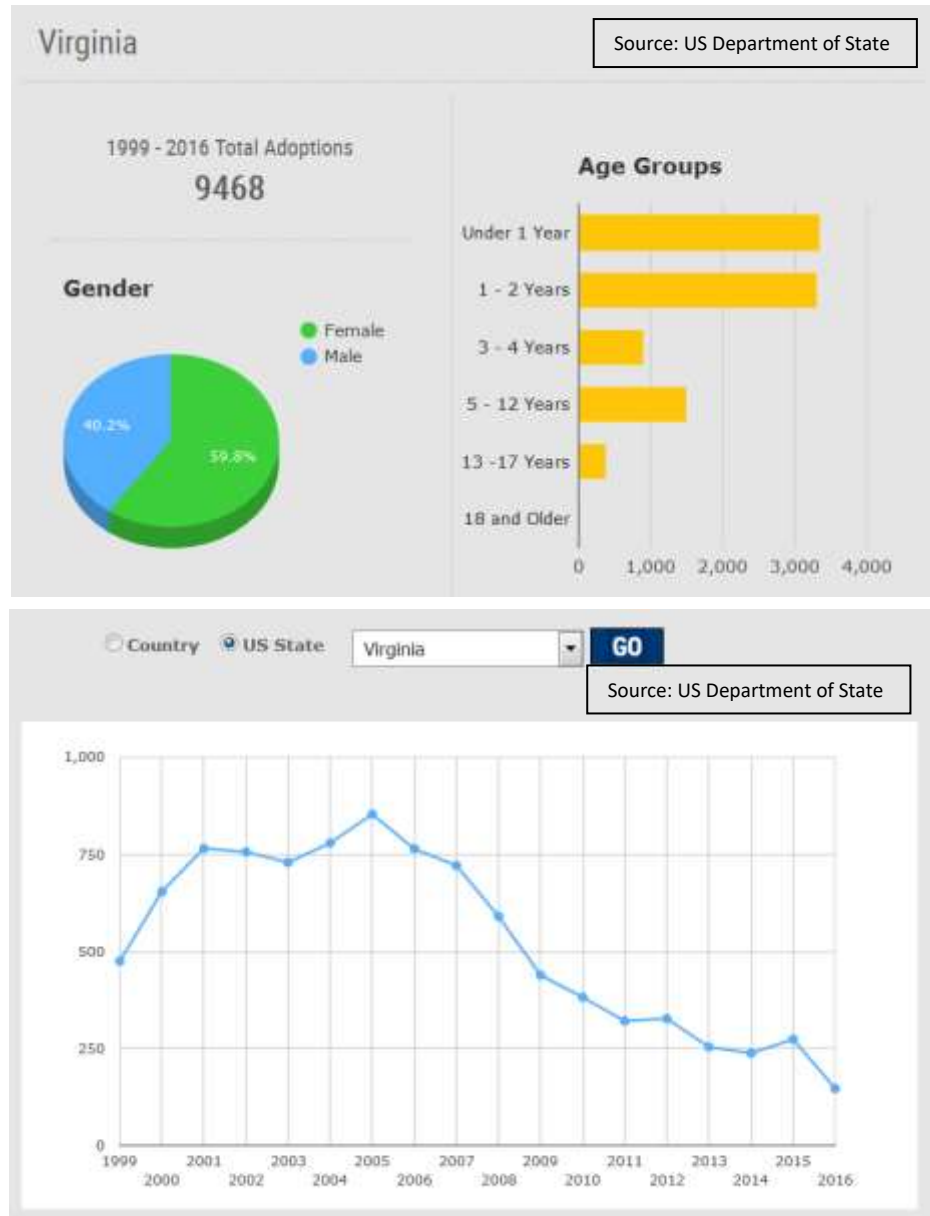 Virginia
Source: US Department of State
1999 - 2016 Total Adoptions
9468
Gender
Female
Male
40.2%
59.8%
Age Groups
Under 1 Year
1 - 2 Years
3 - 4 Years
5 - 12 Years
13 -17 Years
18 and Older
0 1,000 2,000 3,000 4,000
Country US State Virginia GO
Source: US Department of State
1,000
750
500
250
0
1999 2001 2003 2005 2007 2009 2011 2013 2015
2000 2002 2004 2006 2008 2010 2012 2014 2016